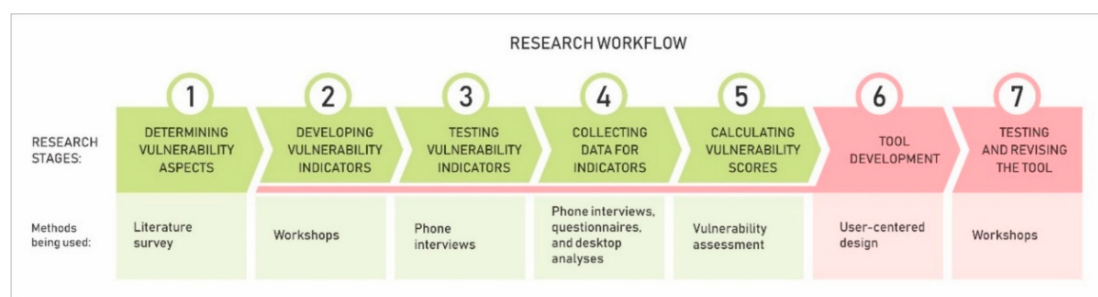 RESEARCH WORKFLOW
1 2 3 4 5 6 7
RESEARCH
STAGES:
DETERMINING
VULNERABILITY
ASPECTS
DEVELOPING
VULNERABILITY
INDICATORS
TESTING
VULNERABILITY
INDICATORS
COLLECTING
DATA FOR
INDICATORS
CALCULATING
VULNERABILITY
SCORES
TOOL
DEVELOPMENT
TESTING
AND REVISING
THE TOOL
Methods
being used:
Literature
survey
Workshops
Phone
interviews
Phone interviews,
questionnaires,
and desktop
analyses
Vulnerability
assessment
User-centered
design
Workshops